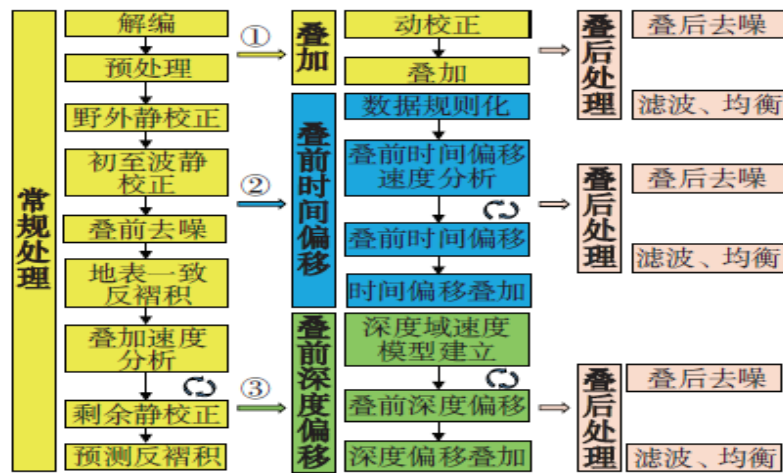 常规处理
解编
预处理
野外静校正
初至波静
校正
叠前去噪
地表一致
反褶积
叠加速度
分析
剩余静校正
预测反褶积
①
②
③
叠加
动校正
叠加
叠前时间偏移
数据规则化
叠前时间偏移
速度分析
叠前时间偏移
时间偏移叠加
叠前深度偏移
深度域速度
模型建立
叠前深度偏移
深度偏移叠加
叠后处理
叠后去噪
滤波、均衡
叠后处理
叠后去噪
滤波、均衡
叠后处理
叠后去噪
滤波、均衡